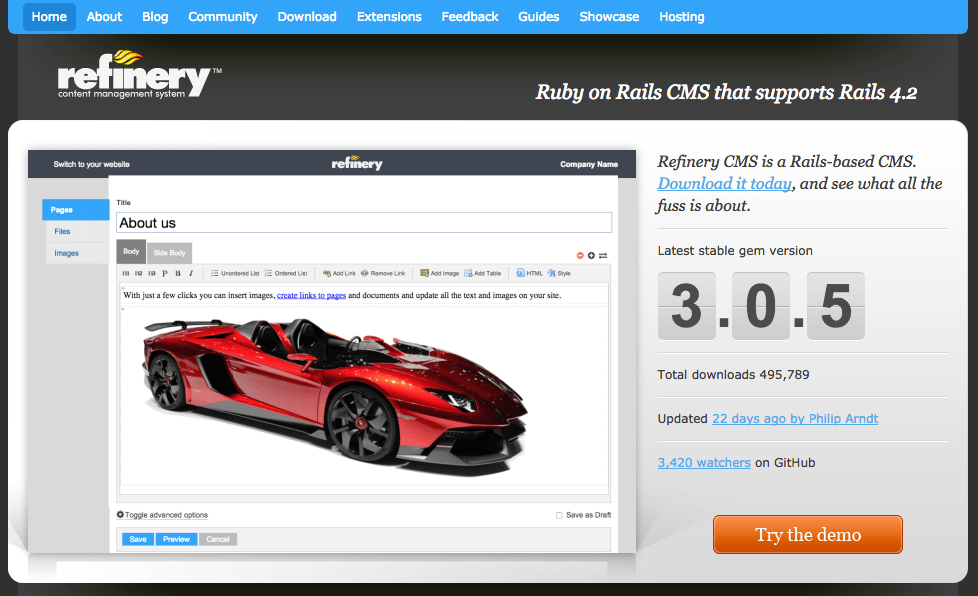 Home About Blog Community Download Extensions Feedback Guides Showcase Hosting
refinery™
content management system
Ruby on Rails CMS that supports Rails 4.2
Switch to your website refinery Company Name
Pages
Files
Images
Title
About us
Body Side Body
H1 H2 H3 P B I Unordered List Ordered List Add Link Remove Link Add Image Add Table HTML Style
With just a few clicks you can insert images, create links to pages and documents and update all the text and images on your site.
Toggle advanced options Save as Draft
Save Preview Cancel
Refinery CMS is a Rails-based CMS.
Download it today, and see what all the
fuss is about.
Latest stable gem version
3.0.5
Total downloads 495,789
Updated 22 days ago by Philip Arndt
3,420 watchers on GitHub
Try the demo